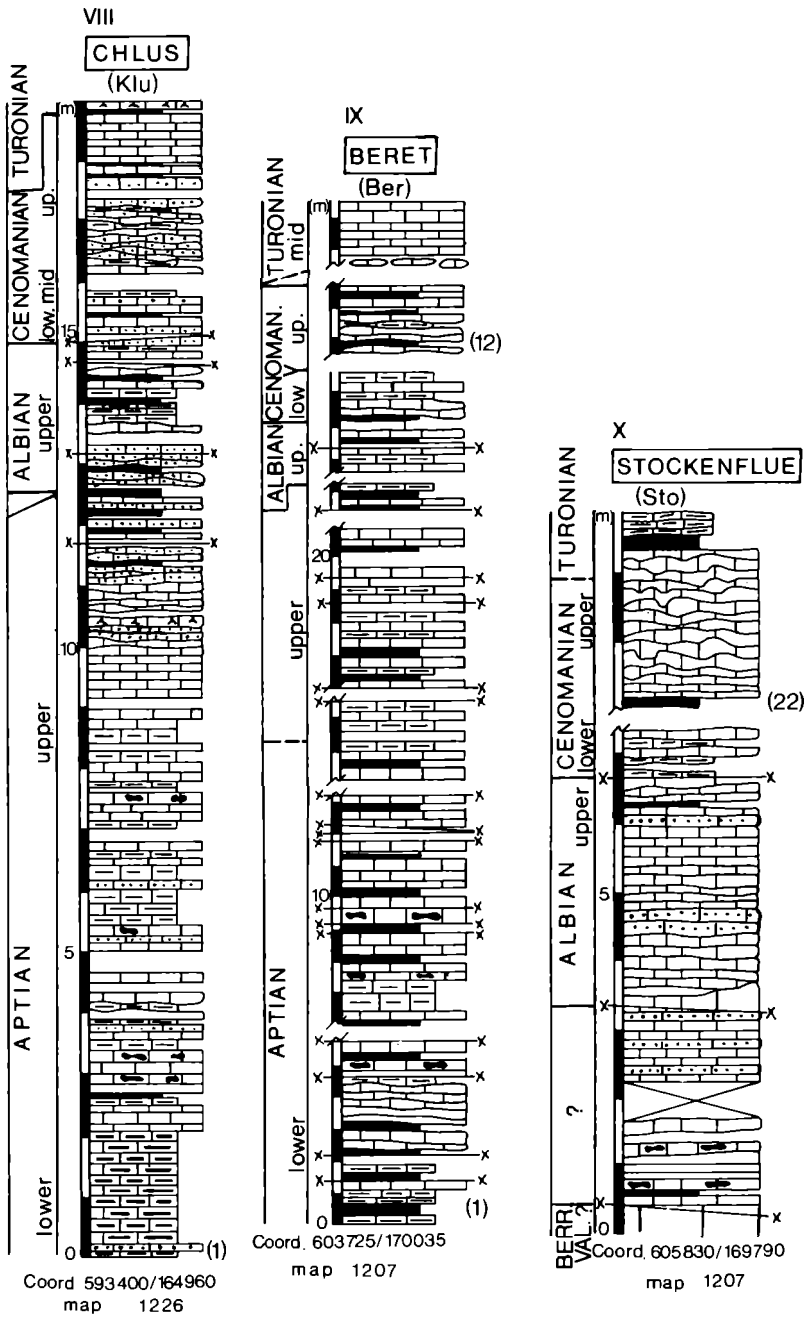 VIII
CHLUS
(Klu)
[m]
TURONIAN
CENOMANIAN
up.
mid
low.
ALBIAN
upper
APTIAN
upper
lower
15
10
5
0
(1)
Coord 593400/164960
map 1226
IX
BERET
(Ber)
(m)
TURONIAN
mid
CENOMAN.
up.
low
ALBIAN
up.
APTIAN
upper
lower
20
10
0
(12)
(1)
Coord. 603725/170035
map 1207
X
STOCKENFLUE
(Sto)
[m]
TURONIAN
CENOMANIAN
upper
lower
ALBIAN
upper
?
BERR.
VAL.?
5
0
(22)
Coord. 605830/169790
map 1207